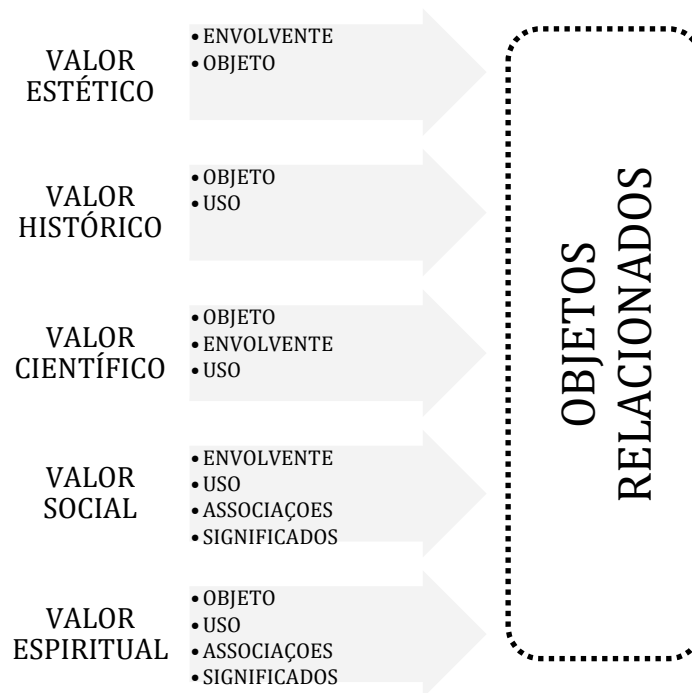 VALOR
ESTÉTICO
• ENVOLVENTE
• OBJETO
VALOR
HISTÓRICO
• OBJETO
• USO
VALOR
CIENTÍFICO
• OBJETO
• ENVOLVENTE
• USO
VALOR
SOCIAL
• ENVOLVENTE
• USO
• ASSOCIAÇOES
• SIGNIFICADOS
VALOR
ESPIRITUAL
• OBJETO
• USO
• ASSOCIAÇOES
• SIGNIFICADOS
OBJETOS
RELACIONADOS